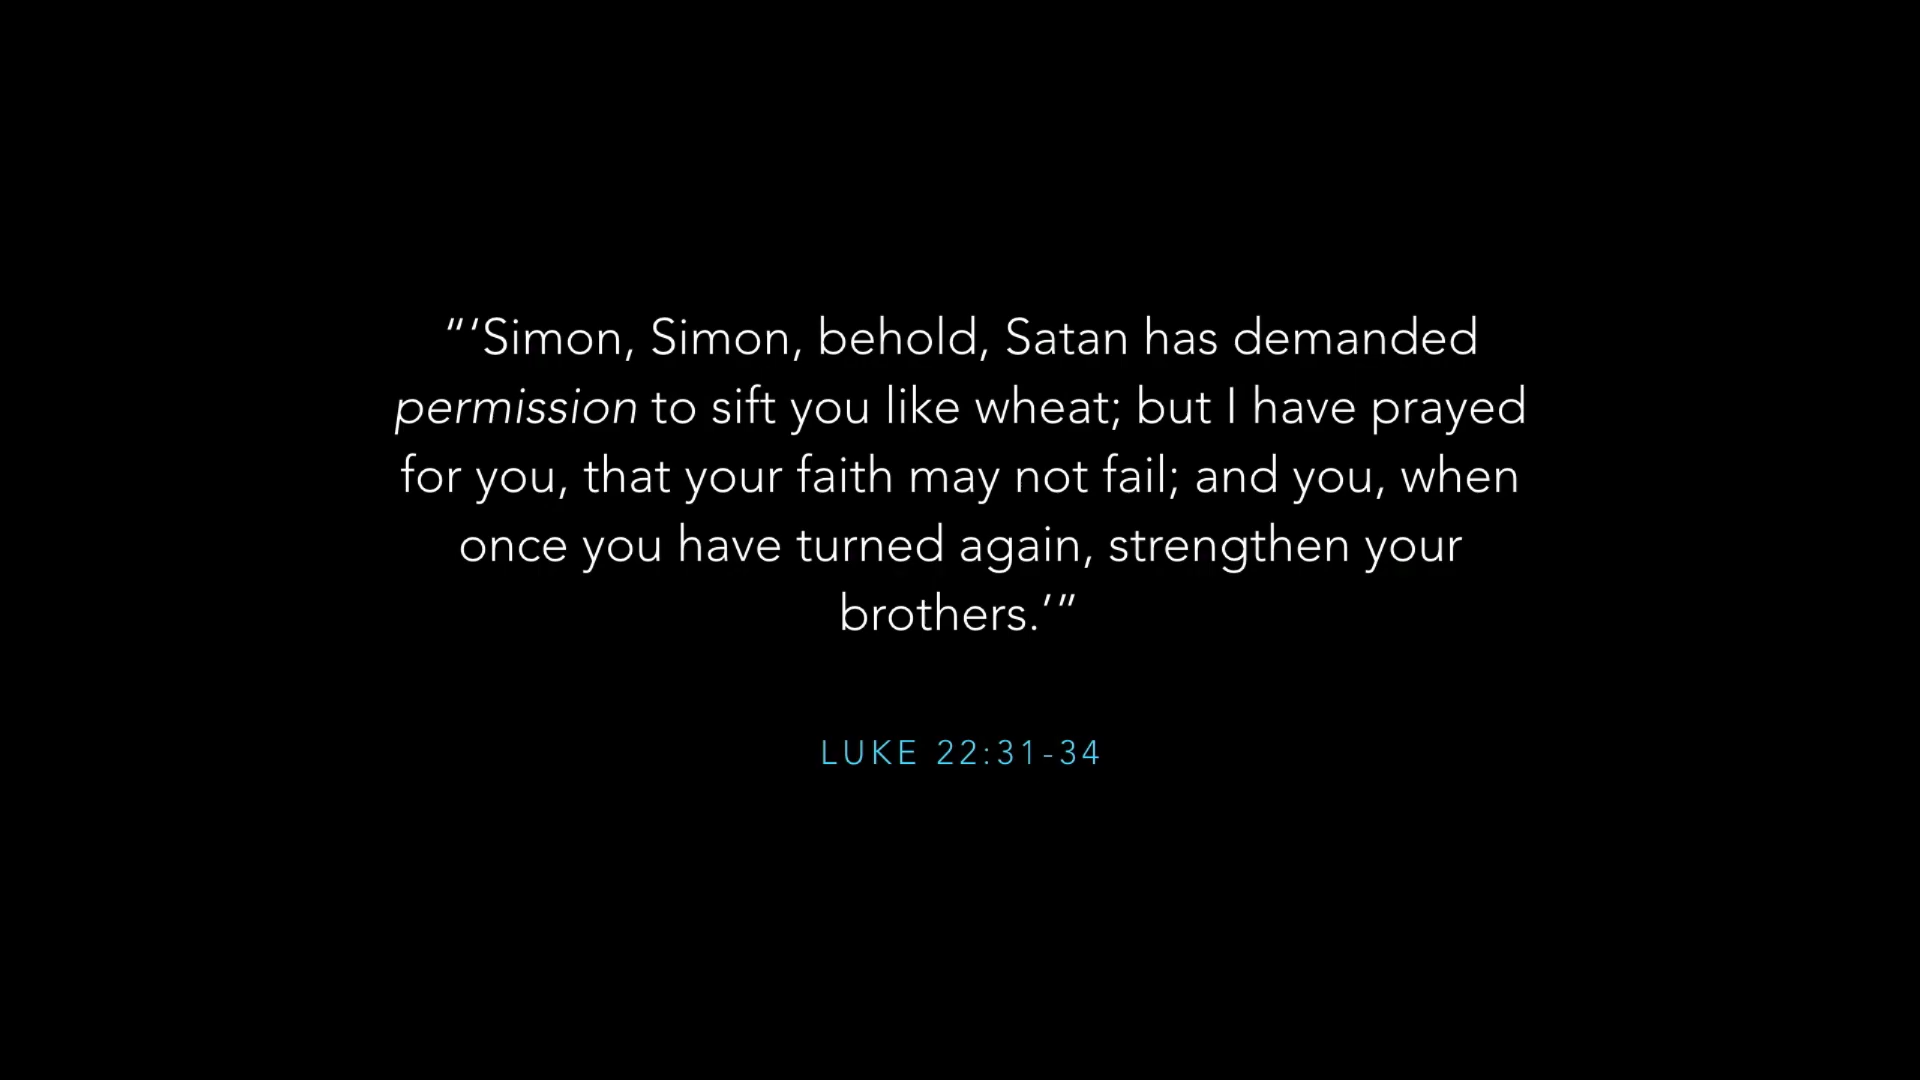 “‘Simon, Simon, behold, Satan has demanded
permission to sift you like wheat; but I have prayed
for you, that your faith may not fail; and you, when
once you have turned again, strengthen your
brothers.’”
LUKE 22:31-34